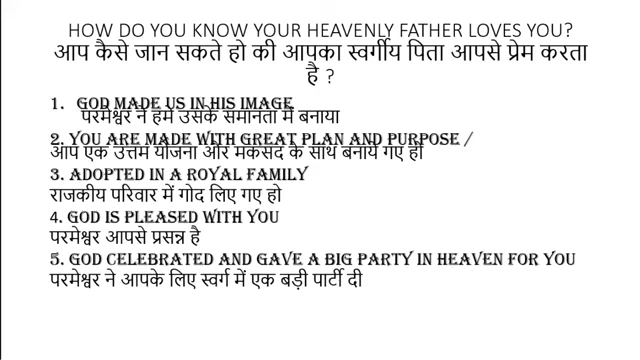 HOW DO YOU KNOW YOUR HEAVENLY FATHER LOVES YOU?
आप कैसे जान सकते हो की आपका स्वर्गीय पिता आपसे प्रेम करता
है ?
1. GOD MADE US IN HIS IMAGE
परमेश्वर ने हमें उसके समानता में बनाया
2. YOU ARE MADE WITH GREAT PLAN AND PURPOSE /
आप एक उत्तम योजना और मकसद के साथ बनाये गए हो
3. ADOPTED IN A ROYAL FAMILY
राजकीय परिवार में गोद लिए गए हो
4. GOD IS PLEASED WITH YOU
परमेश्वर आपसे प्रसन्न है
5. GOD CELEBRATED AND GAVE A BIG PARTY IN HEAVEN FOR YOU
परमेश्वर ने आपके लिए स्वर्ग में एक बड़ी पार्टी दी